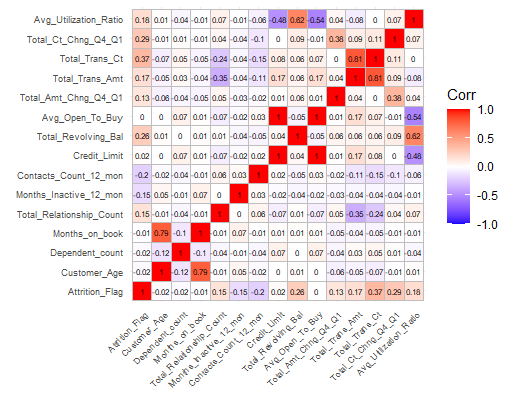 Avg_Utilization_Ratio 0.18 0.01 -0.04 -0.01 0.07 -0.01 -0.06 -0.48 0.62 -0.54 0.04 -0.08 0 0.07 1
Total_Ct_Chng_Q4_Q1 0.29 -0.01 0.01 -0.01 0.04 -0.04 -0.1 0 0.09 -0.01 0.38 0.09 0.11 1 0.07
Total_Trans_Ct 0.37 -0.07 0.05 -0.05 -0.24 -0.04 -0.15 0.08 0.06 0.07 0.01 0.81 1 0.11 0
Total_Trans_Amt 0.17 -0.05 0.03 -0.04 -0.35 -0.04 -0.11 0.17 0.06 0.17 0.04 1 0.81 0.09 -0.08
Total_Amt_Chng_Q4_Q1 0.13 -0.06 -0.04 -0.05 0.05 -0.03 -0.02 0.01 0.06 0.01 1 0.04 0.01 0.38 0.04
Avg_Open_To_Buy 0 0 0.07 0.01 -0.07 -0.02 0.03 1 -0.05 1 0.01 0.17 0.07 -0.01 -0.54
Total_Revolving_Bal 0.26 0.01 0 0.01 0.01 -0.04 -0.05 0.04 1 -0.05 0.06 0.06 0.06 0.09 0.62
Credit_Limit 0.02 0 0.07 0.01 -0.07 -0.02 0.02 1 0.04 1 0.01 0.17 0.08 0 -0.48
Contacts_Count_12_mon -0.2 -0.02 -0.04 -0.01 0.06 0.03 1 0.02 -0.05 0.03 -0.02 -0.11 -0.15 -0.1 -0.06
Months_Inactive_12_mon -0.15 0.05 -0.01 0.07 0 1 0.03 -0.02 -0.04 -0.02 -0.03 -0.04 -0.04 -0.04 -0.01
Total_Relationship_Count 0.15 -0.01 -0.04 -0.01 1 0 0.06 -0.07 0.01 -0.07 0.05 -0.35 -0.24 0.04 0.07
Months_on_book -0.01 0.79 -0.1 1 -0.01 0.07 -0.01 0.01 0.01 0.01 -0.05 -0.04 -0.05 -0.01 -0.01
Dependent_count -0.02 -0.12 1 -0.1 -0.04 -0.01 -0.04 0.07 0 0.07 -0.04 0.03 0.05 0.01 -0.04
Customer_Age -0.02 1 -0.12 0.79 -0.01 0.05 -0.02 0 0.01 0 -0.06 -0.05 -0.07 -0.01 0.01
Attrition_Flag 1 -0.02 -0.02 -0.01 0.15 -0.15 -0.2 0.02 0.26 0 0.13 0.17 0.37 0.29 0.18
Attrition_Flag
Customer_Age
Dependent_count
Months_on_book
Total_Relationship_Count
Months_Inactive_12_mon
Contacts_Count_12_mon
Credit_Limit
Total_Revolving_Bal
Avg_Open_To_Buy
Total_Amt_Chng_Q4_Q1
Total_Trans_Amt
Total_Trans_Ct
Total_Ct_Chng_Q4_Q1
Avg_Utilization_Ratio
Corr
1.0
0.5
0.0
-0.5
-1.0